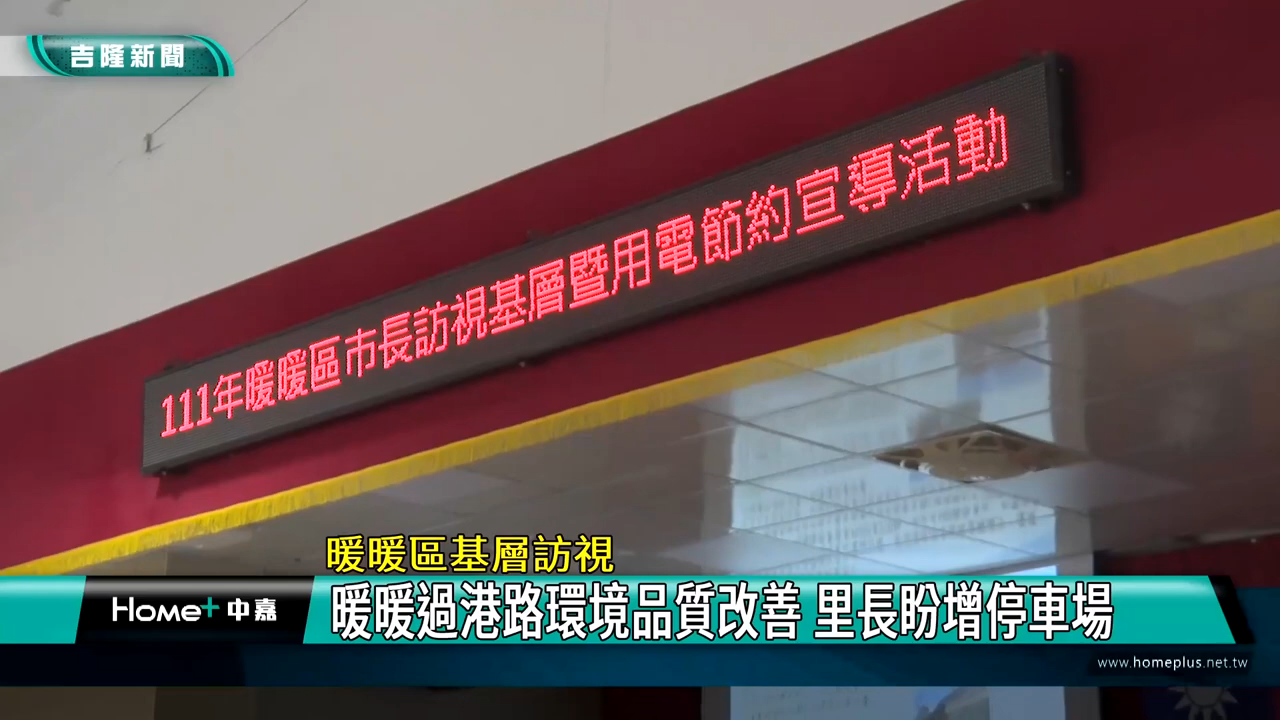 吉隆新聞
111年暖暖區市長訪視基層暨用電節約宣導活動
暖暖區基層訪視
Home+ 中嘉
暖暖過港路環境品質改善 里長盼增停車場
www.homeplus.net.tw